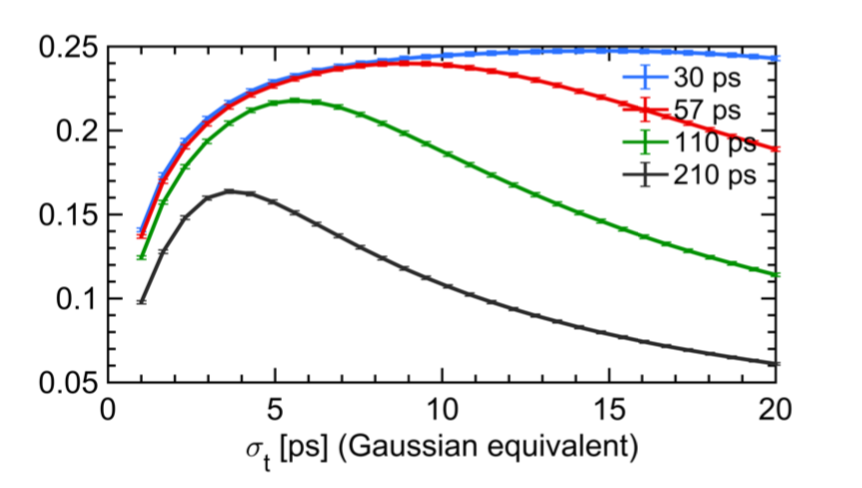 0.25
0.2
0.15
0.1
0.05
30 ps
57 ps
110 ps
210 ps
0 5 10 15 20
σt [ps] (Gaussian equivalent)